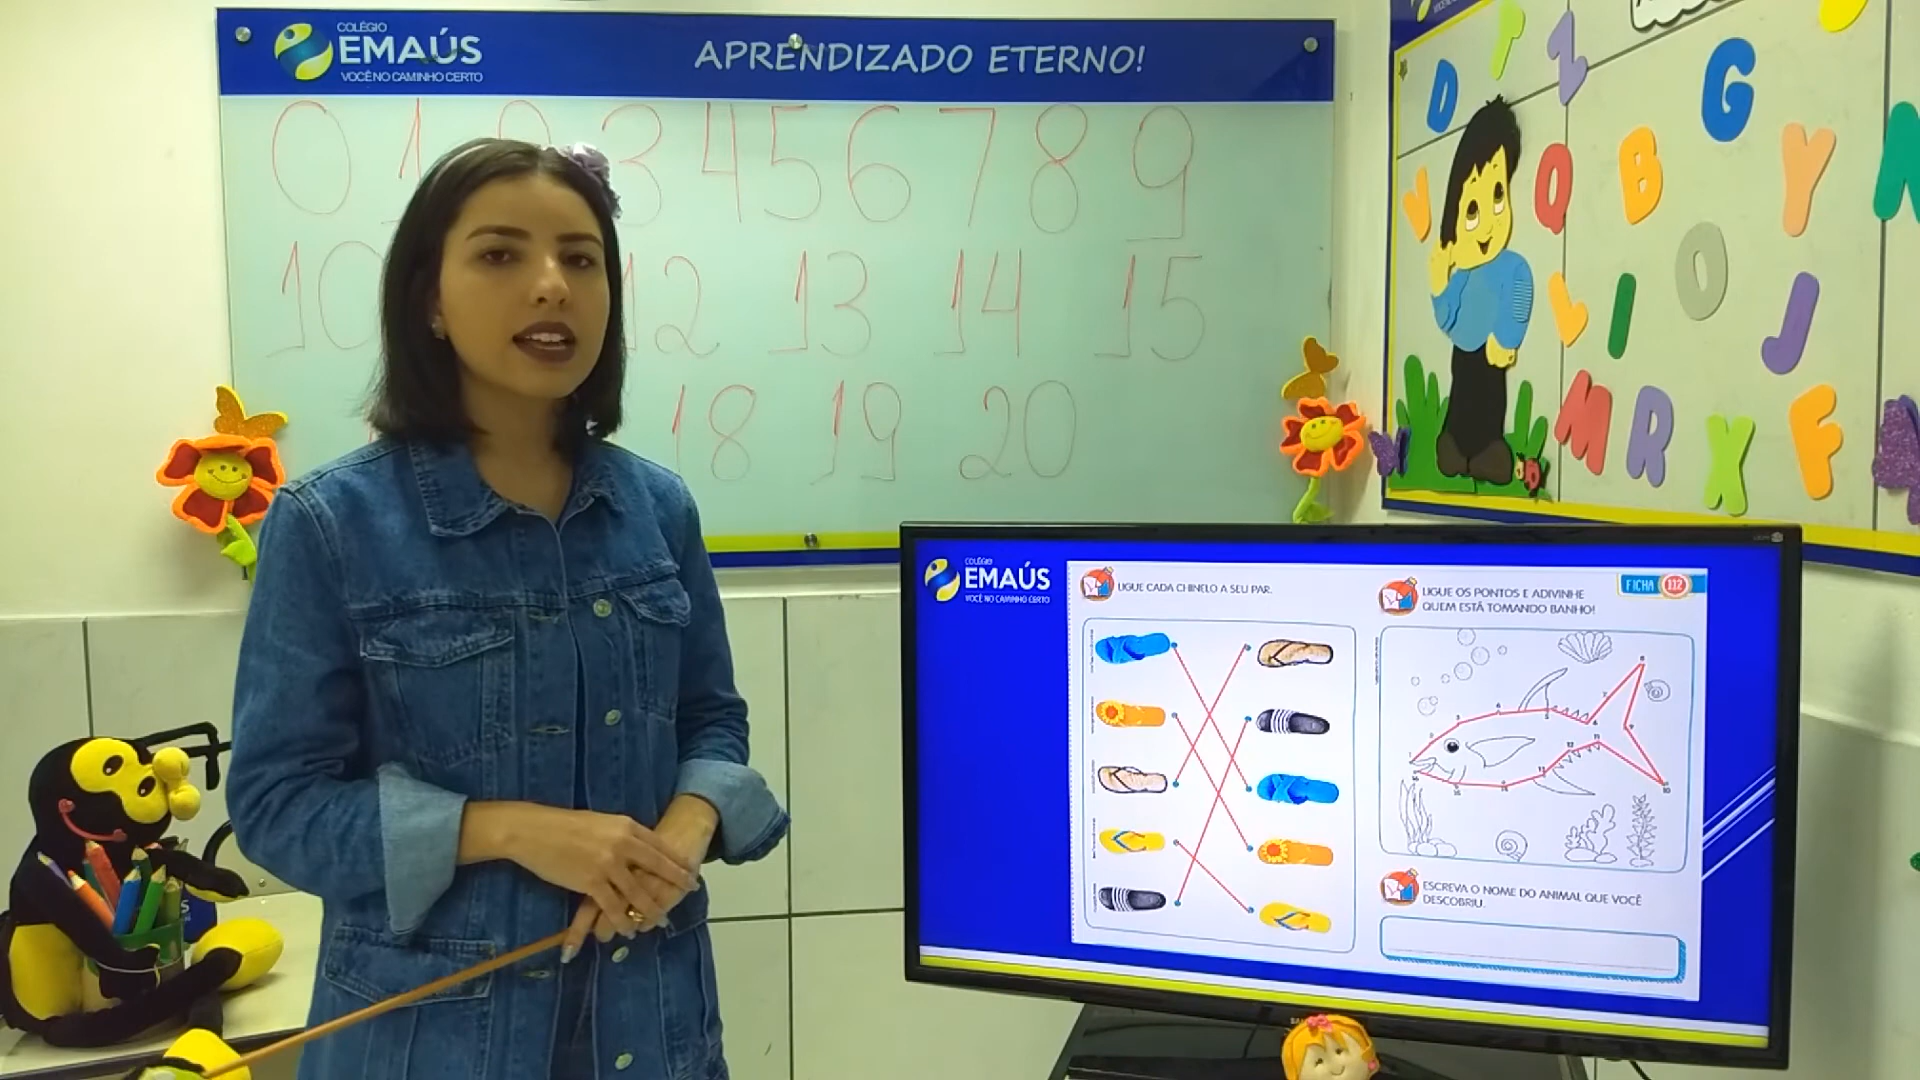 COLÉGIO
EMAÚS
VOCÊ NO CAMINHO CERTO
APRENDIZADO ETERNO!
0 1 2 3 4 5 6 7 8 9
10 12 13 14 15
18 19 20
D T Z G
V Q B Y
L I O J
M R X F
COLÉGIO
EMAÚS
VOCÊ NO CAMINHO CERTO
LIGUE CADA CHINELO A SEU PAR.
LIGUE OS PONTOS E ADIVINHE
QUEM ESTÁ TOMANDO BANHO!
FICHA 112
ESCREVA O NOME DO ANIMAL QUE VOCÊ
DESCOBRIU.